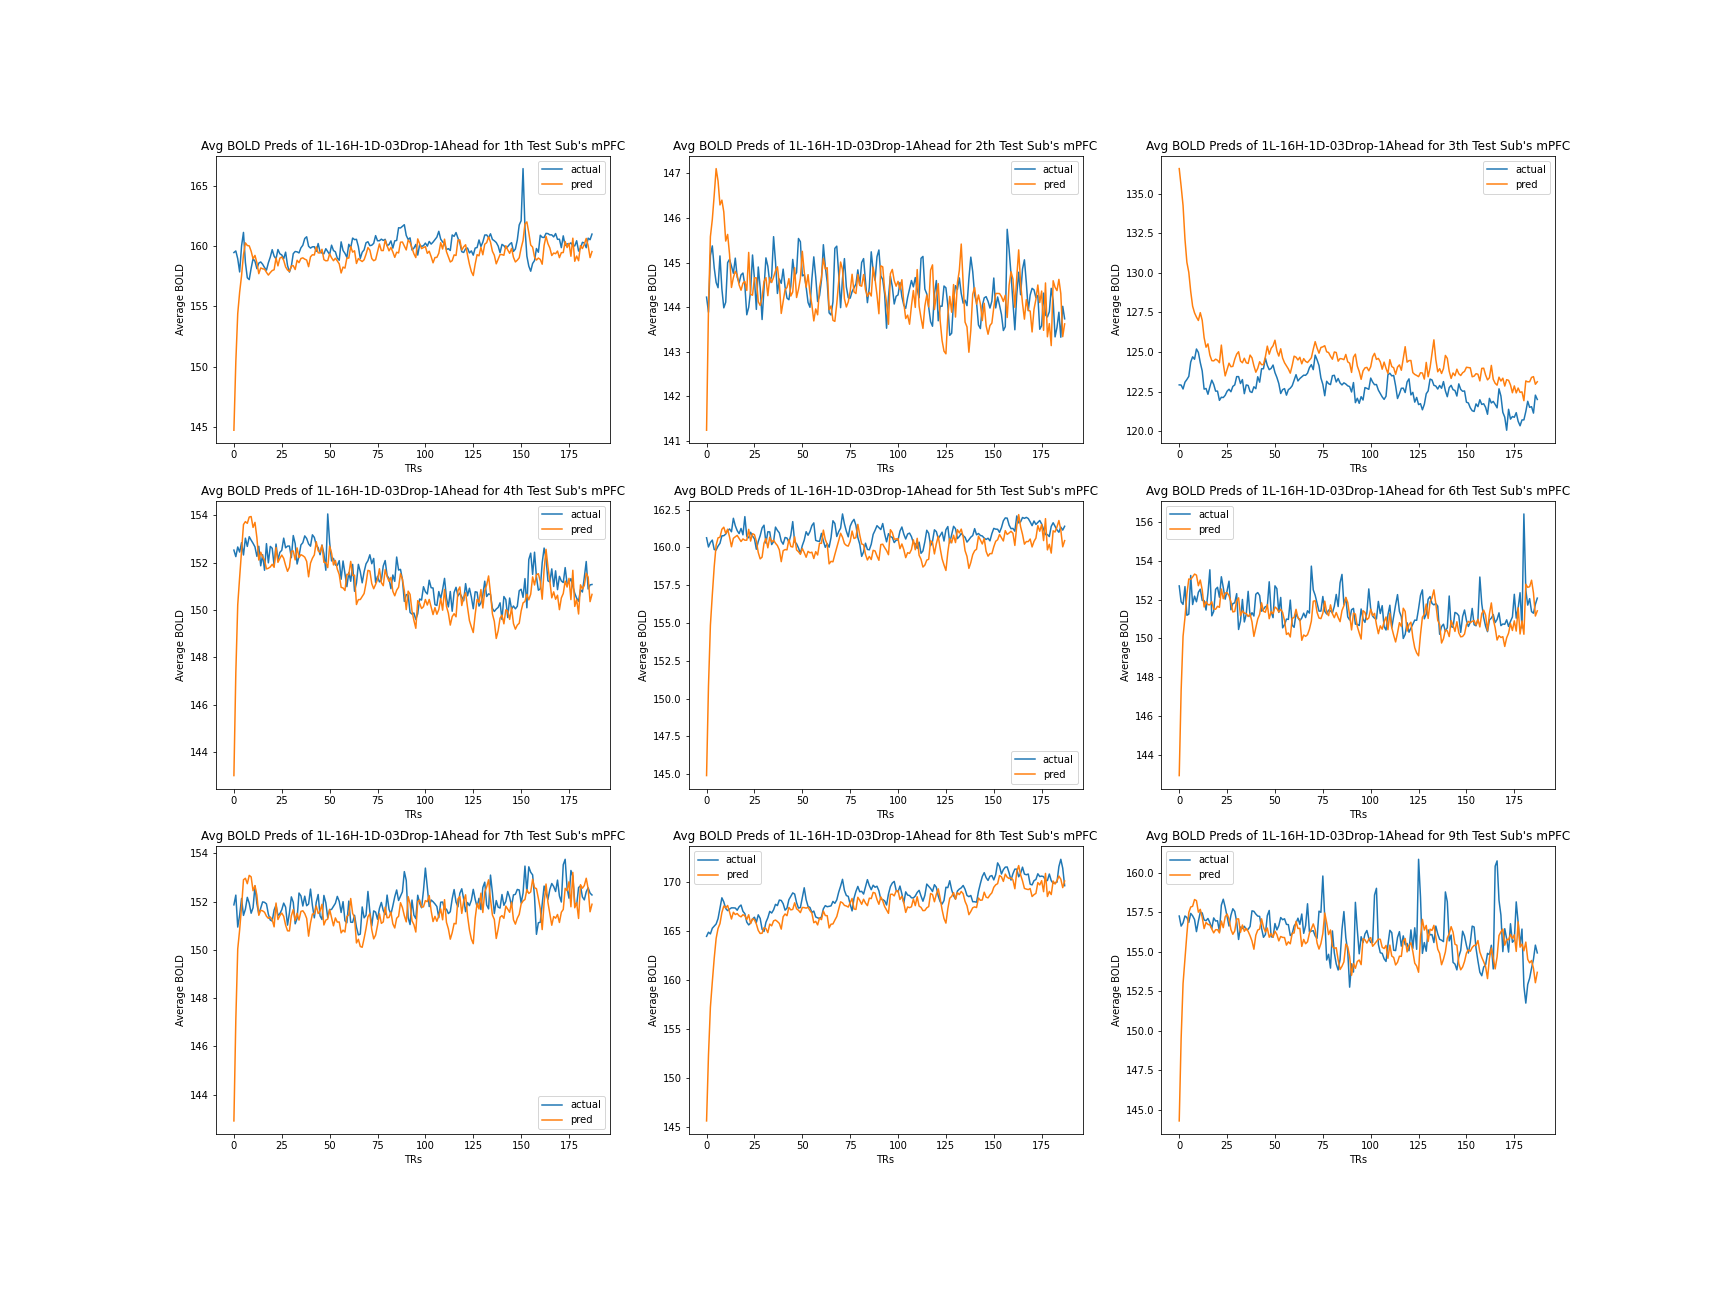 Avg BOLD Preds of 1L-16H-1D-03Drop-1Ahead for 1th Test Sub's mPFC
actual
pred
165
160
155
150
145
Average BOLD
0 25 50 75 100 125 150 175
TRs
Avg BOLD Preds of 1L-16H-1D-03Drop-1Ahead for 2th Test Sub's mPFC
actual
pred
147
146
145
144
143
142
141
Average BOLD
0 25 50 75 100 125 150 175
TRs
Avg BOLD Preds of 1L-16H-1D-03Drop-1Ahead for 3th Test Sub's mPFC
actual
pred
135.0
132.5
130.0
127.5
125.0
122.5
120.0
Average BOLD
0 25 50 75 100 125 150 175
TRs
Avg BOLD Preds of 1L-16H-1D-03Drop-1Ahead for 4th Test Sub's mPFC
actual
pred
154
152
150
148
146
144
Average BOLD
0 25 50 75 100 125 150 175
TRs
Avg BOLD Preds of 1L-16H-1D-03Drop-1Ahead for 5th Test Sub's mPFC
162.5
160.0
157.5
155.0
152.5
150.0
147.5
145.0
Average BOLD
actual
pred
0 25 50 75 100 125 150 175
TRs
Avg BOLD Preds of 1L-16H-1D-03Drop-1Ahead for 6th Test Sub's mPFC
actual
pred
156
154
152
150
148
146
144
Average BOLD
0 25 50 75 100 125 150 175
TRs
Avg BOLD Preds of 1L-16H-1D-03Drop-1Ahead for 7th Test Sub's mPFC
154
152
150
148
146
144
Average BOLD
actual
pred
0 25 50 75 100 125 150 175
TRs
Avg BOLD Preds of 1L-16H-1D-03Drop-1Ahead for 8th Test Sub's mPFC
actual
pred
170
165
160
155
150
145
Average BOLD
0 25 50 75 100 125 150 175
TRs
Avg BOLD Preds of 1L-16H-1D-03Drop-1Ahead for 9th Test Sub's mPFC
actual
pred
160.0
157.5
155.0
152.5
150.0
147.5
145.0
Average BOLD
0 25 50 75 100 125 150 175
TRs